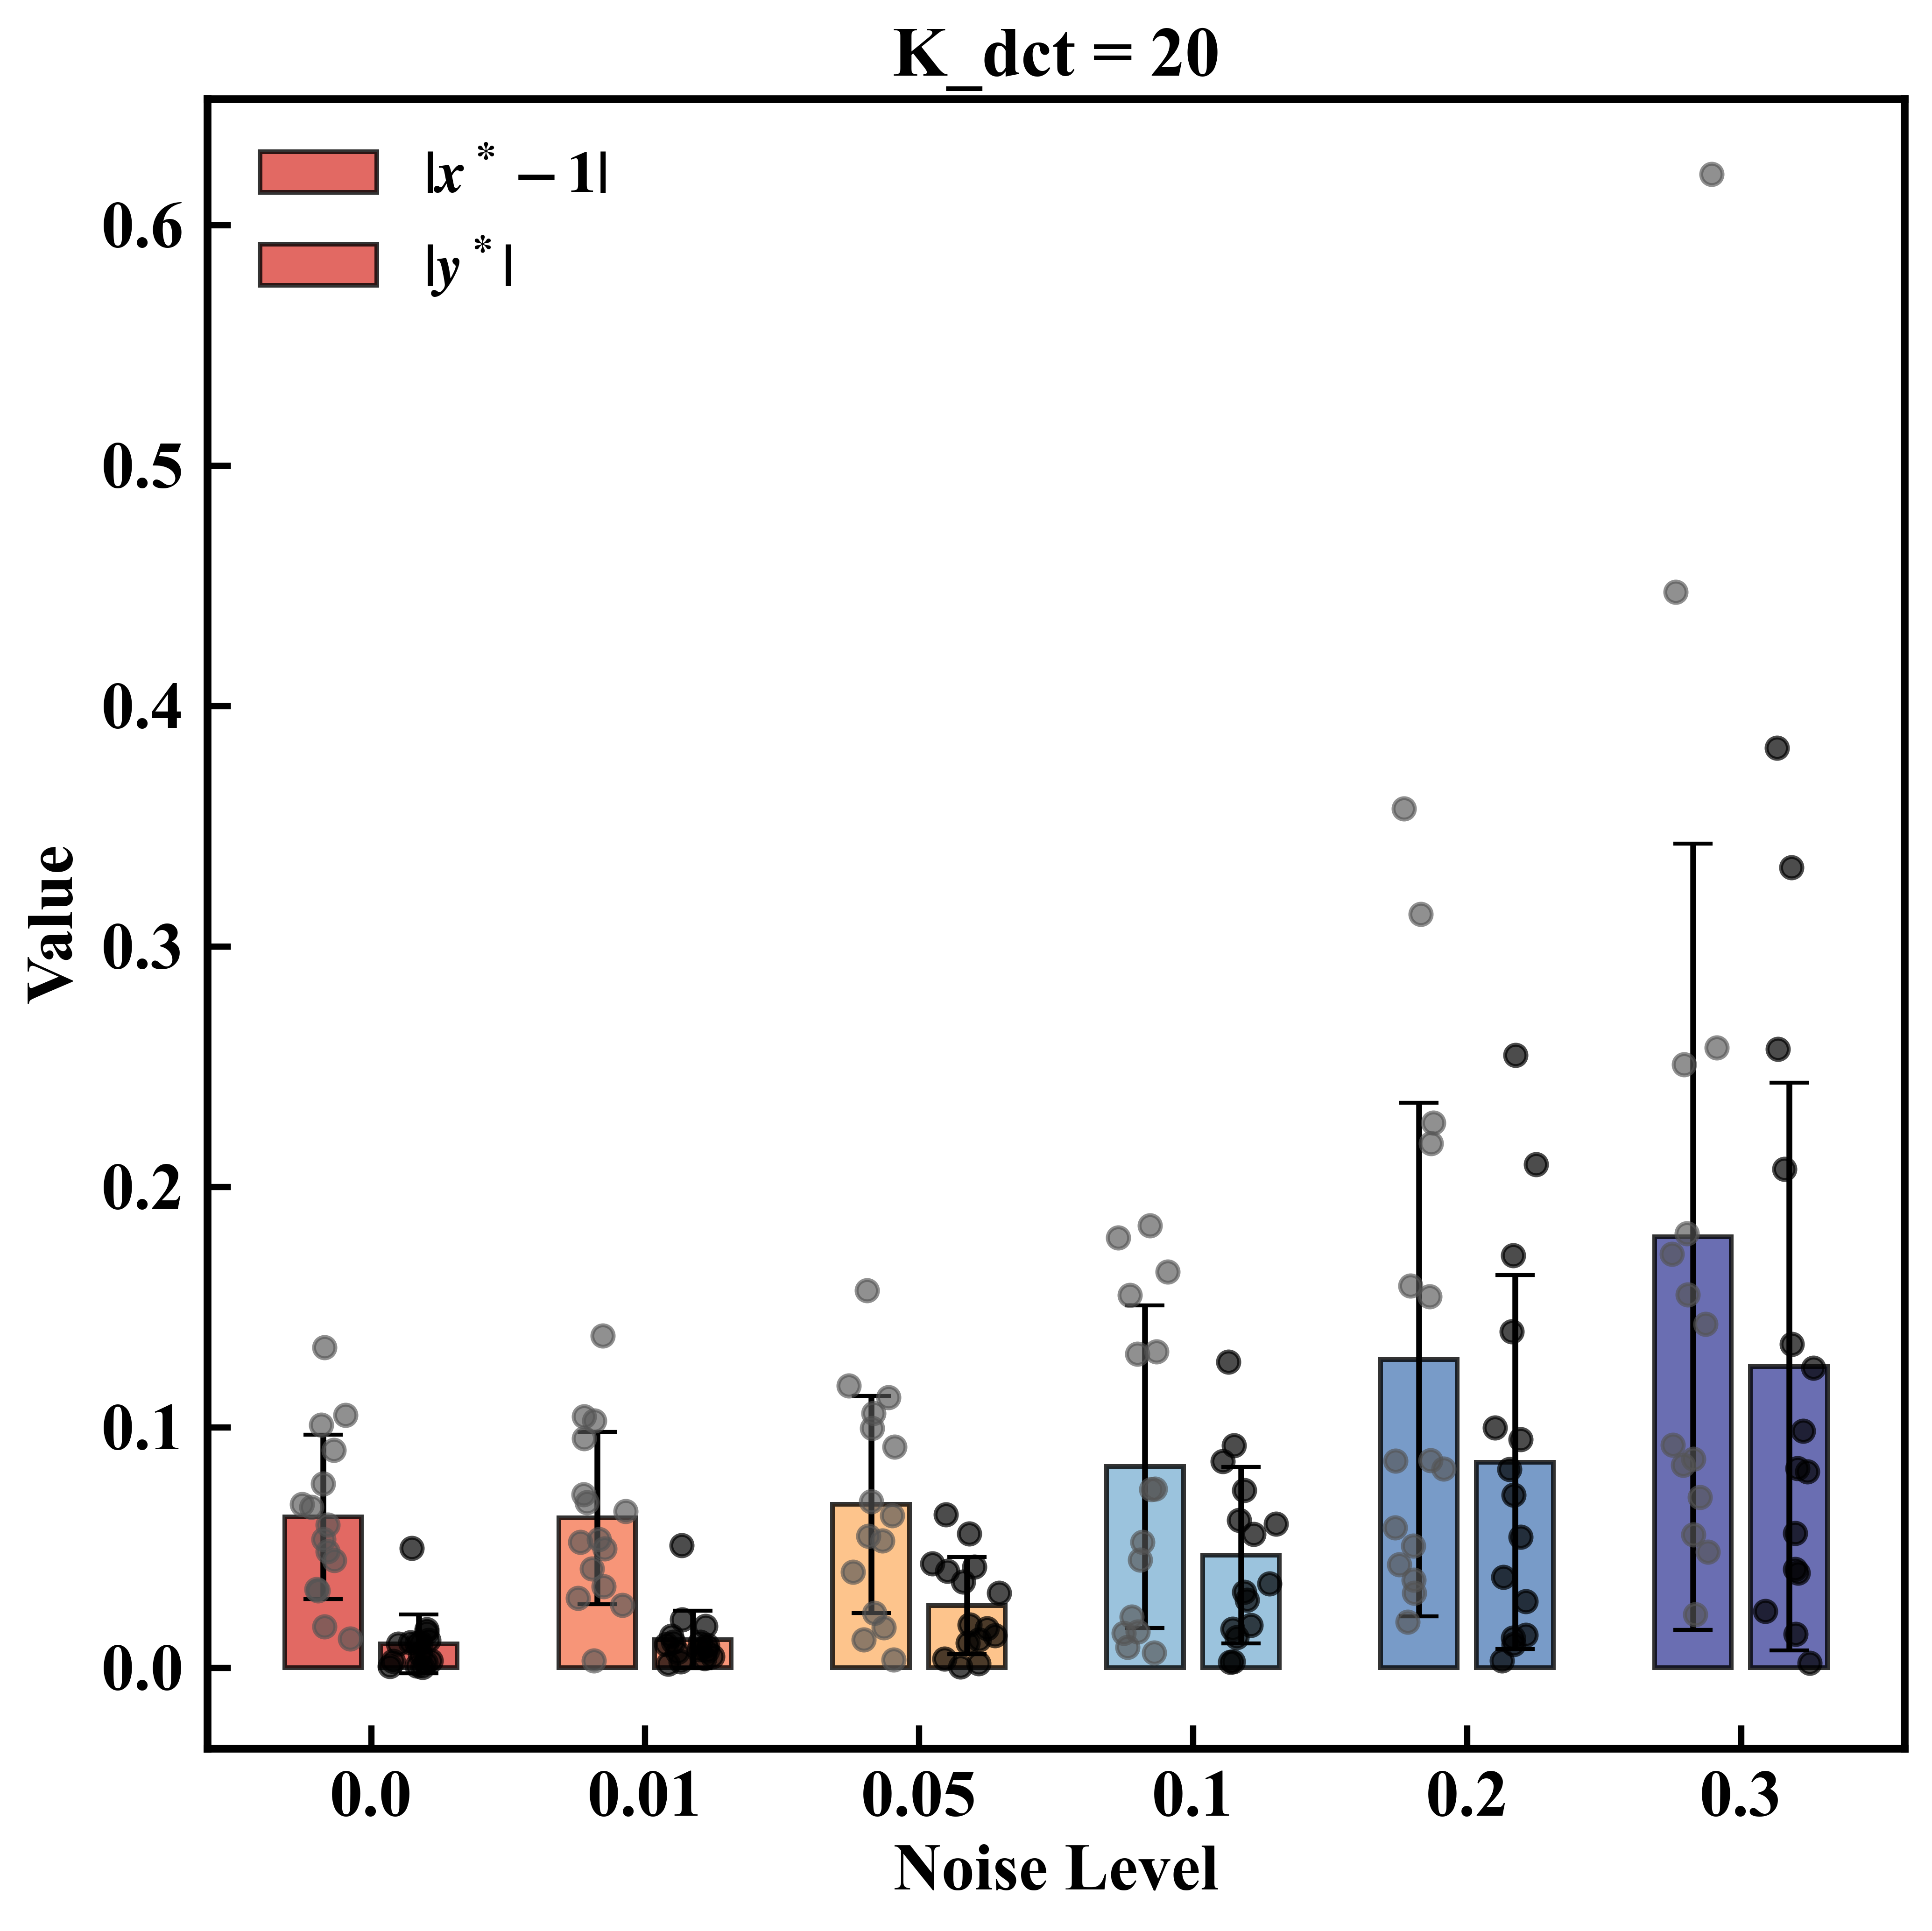 K_dct = 20
|x* − 1|
|y*|
0.6
0.5
0.4
0.3
0.2
0.1
0.0
Value
0.0 0.01 0.05 0.1 0.2 0.3
Noise Level